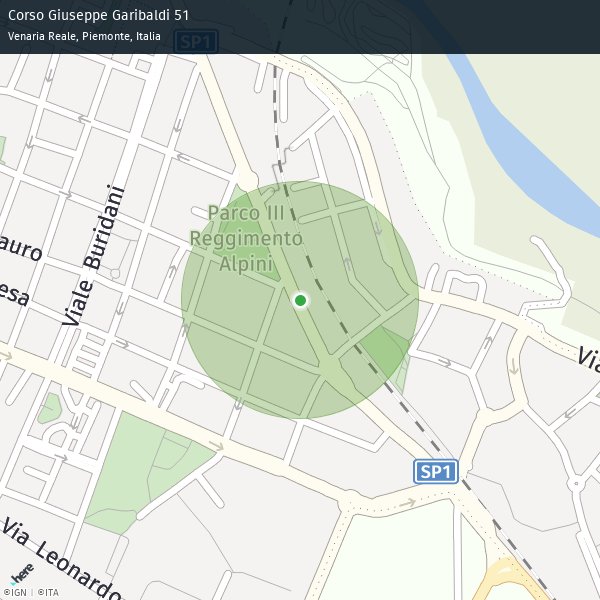 Corso Giuseppe Garibaldi 51
Venaria Reale, Piemonte, Italia
SP1
Parco III
Reggimento
Alpini
Viale Buridani
auro
esa
Via
SP1
Via Leonardo
here
©IGN | ©ITA